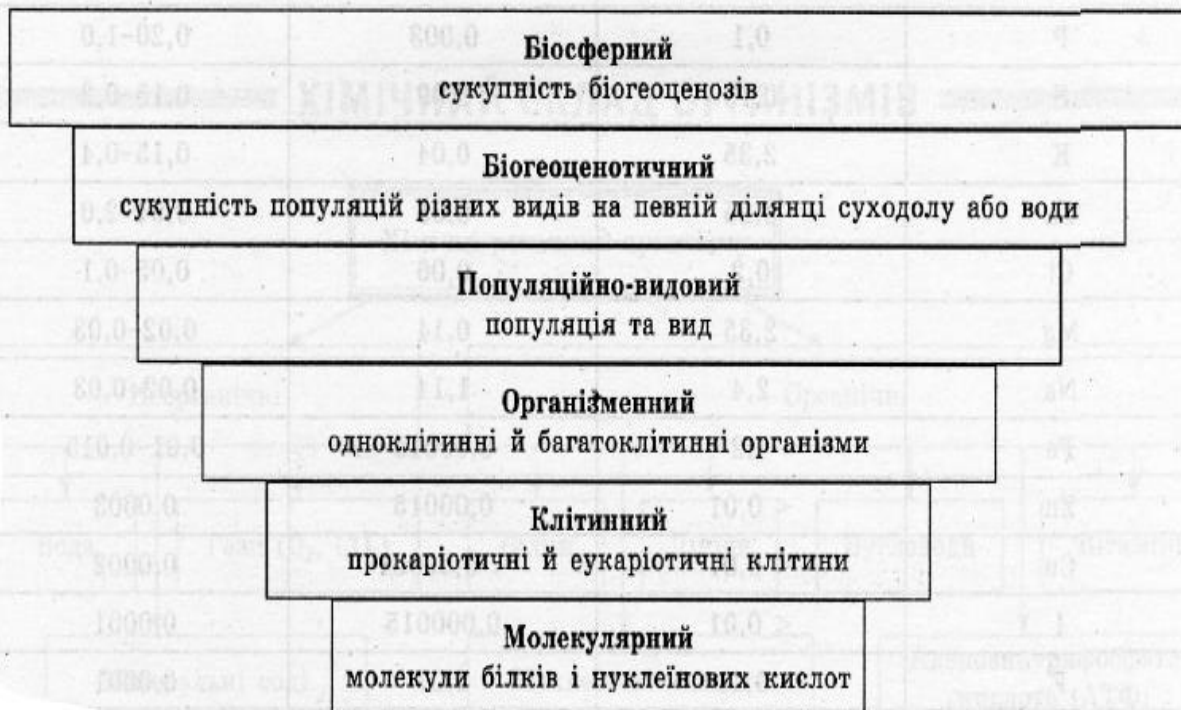 Біосферний
сукупність біогеоценозів
Біогеоценотичний
сукупність популяцій різних видів на певній ділянці суходолу або води
Популяційно-видовий
популяція та вид
Організменний
одноклітинні й багатоклітинні організми
Клітинний
прокаріотичні й еукаріотичні клітини
Молекулярний
молекули білків і нуклеїнових кислот